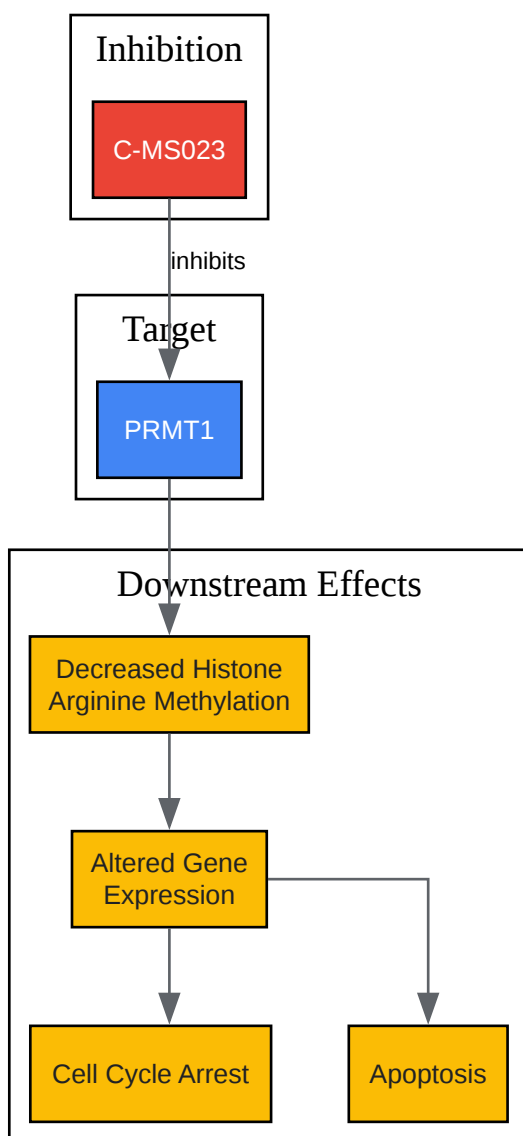 Inhibition
C-MS023
inhibits
Target
PRMT1
Downstream Effects
Decreased Histone
Arginine Methylation
Altered Gene
Expression
Cell Cycle Arrest
Apoptosis